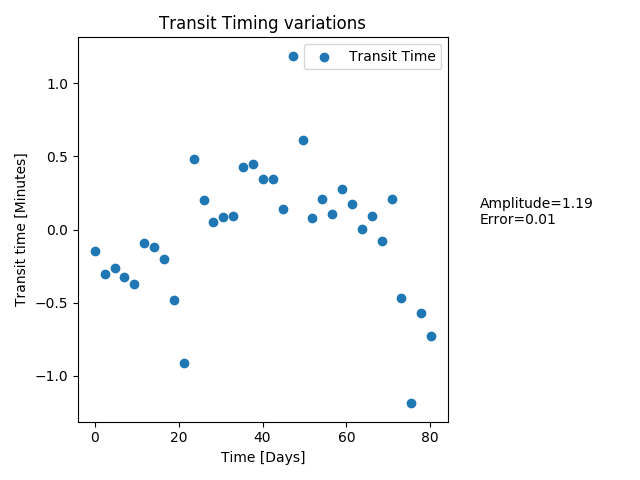 Transit Timing variations
Transit Time
1.0
0.5
0.0
−0.5
−1.0
Transit time [Minutes]
Amplitude=1.19
Error=0.01
0 20 40 60 80
Time [Days]